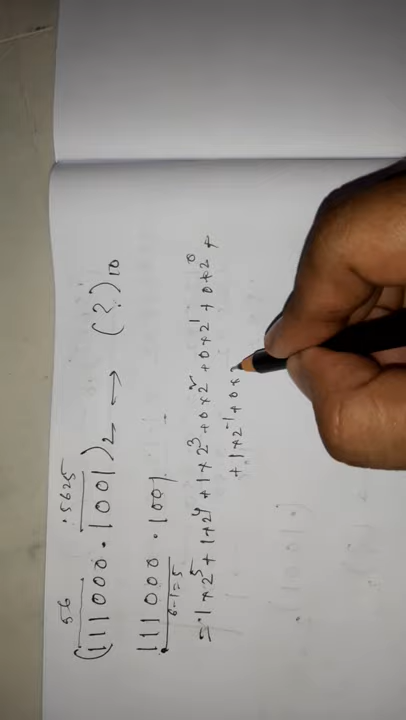 56 .5625
(111000.1001)₂ → (?)₁₀
111000.1001
6-1=5
= 1×2⁵ + 1×2⁴ + 1×2³ + 0×2² + 0×2¹ + 0×2⁰ +
+ 1×2⁻¹ + 0×2